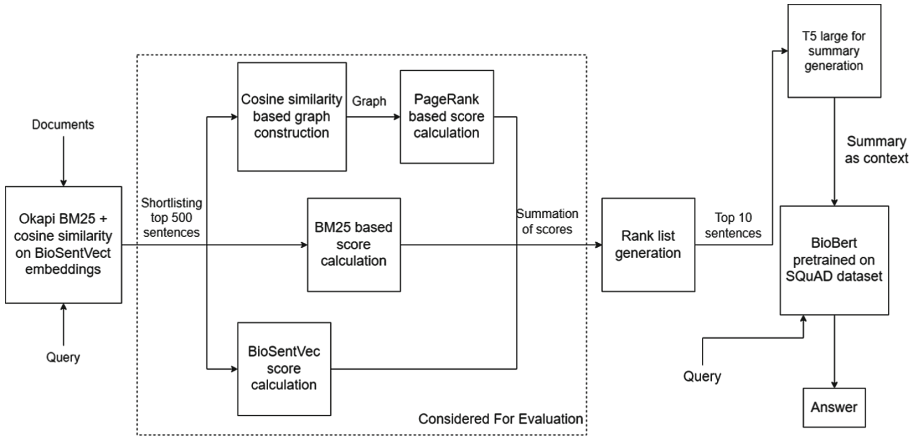 Documents
Okapi BM25 +
cosine similarity
on BioSentVect
embeddings
Query
Shortlisting
top 500
sentences
Cosine similarity
based graph
construction
Graph
PageRank
based score
calculation
BM25 based
score
calculation
BioSentVec
score
calculation
Summation
of scores
Considered For Evaluation
Rank list
generation
Top 10
sentences
T5 large for
summary
generation
Summary
as context
BioBert
pretrained on
SQuAD dataset
Query
Answer